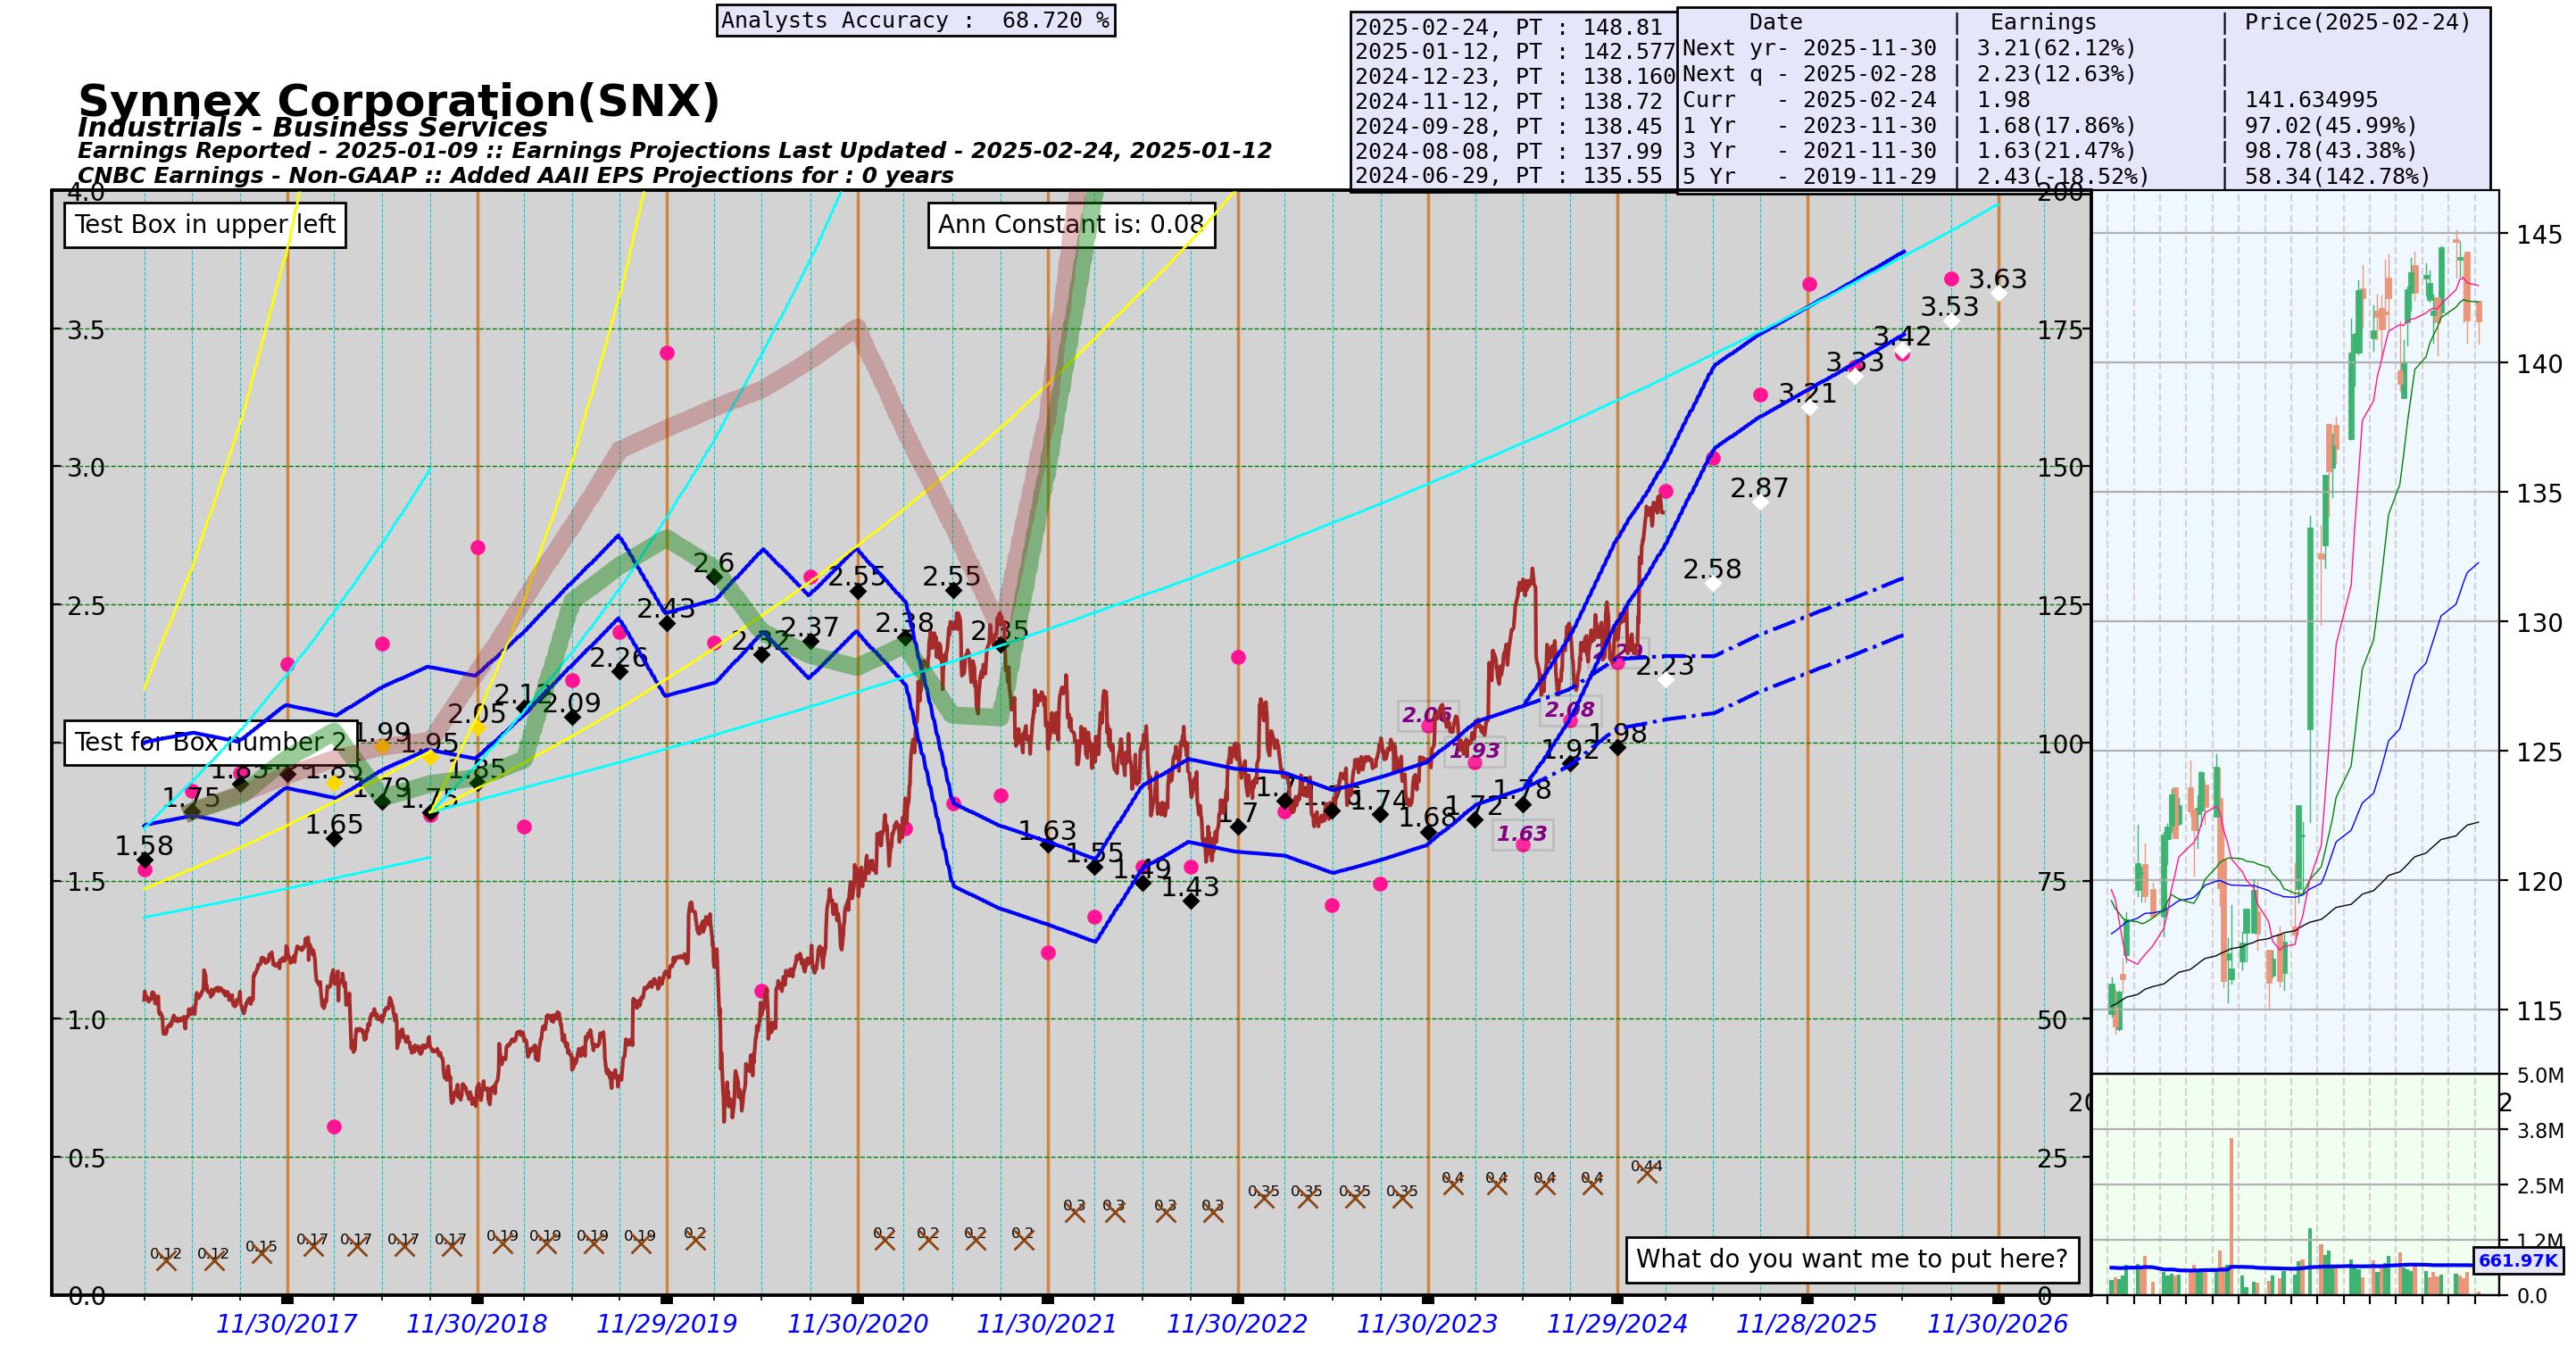 Analysts Accuracy :  68.720 %
2025-02-24, PT : 148.81
2025-01-12, PT : 142.577
2024-12-23, PT : 138.160
2024-11-12, PT : 138.72
2024-09-28, PT : 138.45
2024-08-08, PT : 137.99
2024-06-29, PT : 135.55
Date | Earnings | Price(2025-02-24)
Next yr- 2025-11-30 | 3.21(62.12%) |
Next q - 2025-02-28 | 2.23(12.63%) |
Curr - 2025-02-24 | 1.98 | 141.634995
1 Yr - 2023-11-30 | 1.68(17.86%) | 97.02(45.99%)
3 Yr - 2021-11-30 | 1.63(21.47%) | 98.78(43.38%)
5 Yr - 2019-11-29 | 2.43(-18.52%) | 58.34(142.78%)
Synnex Corporation(SNX)
Industrials - Business Services
Earnings Reported - 2025-01-09 :: Earnings Projections Last Updated - 2025-02-24, 2025-01-12
CNBC Earnings - Non-GAAP :: Added AAII EPS Projections for : 0 years
Test Box in upper left
Ann Constant is: 0.08
Test for Box number 2
What do you want me to put here?
4.0
3.5
3.0
2.5
1.5
1.0
0.5
0.0
200
175
150
125
100
75
50
25
0
145
140
135
130
125
120
115
5.0M
3.8M
2.5M
1.2M
661.97K
0.0
1.58 1.75 1.83 1.65 1.85 1.99 1.79 1.95 1.75 2.05 1.85 2.12 2.09 2.26 2.43 2.6 2.32 2.37 2.55 2.38 2.55 2.35 1.63 1.55 1.49 1.43 1.7 1.74 1.68 1.72 1.78 1.92 1.98
2.06 1.93 1.63 2.08 2.29
2.23 2.58 2.87 3.21 3.33 3.42 3.53 3.63
0.12 0.12 0.15 0.17 0.17 0.17 0.17 0.19 0.19 0.19 0.19 0.2 0.2 0.2 0.2 0.2 0.3 0.3 0.3 0.3 0.35 0.35 0.35 0.35 0.4 0.4 0.4 0.4 0.44
11/30/2017 11/30/2018 11/29/2019 11/30/2020 11/30/2021 11/30/2022 11/30/2023 11/29/2024 11/28/2025 11/30/2026